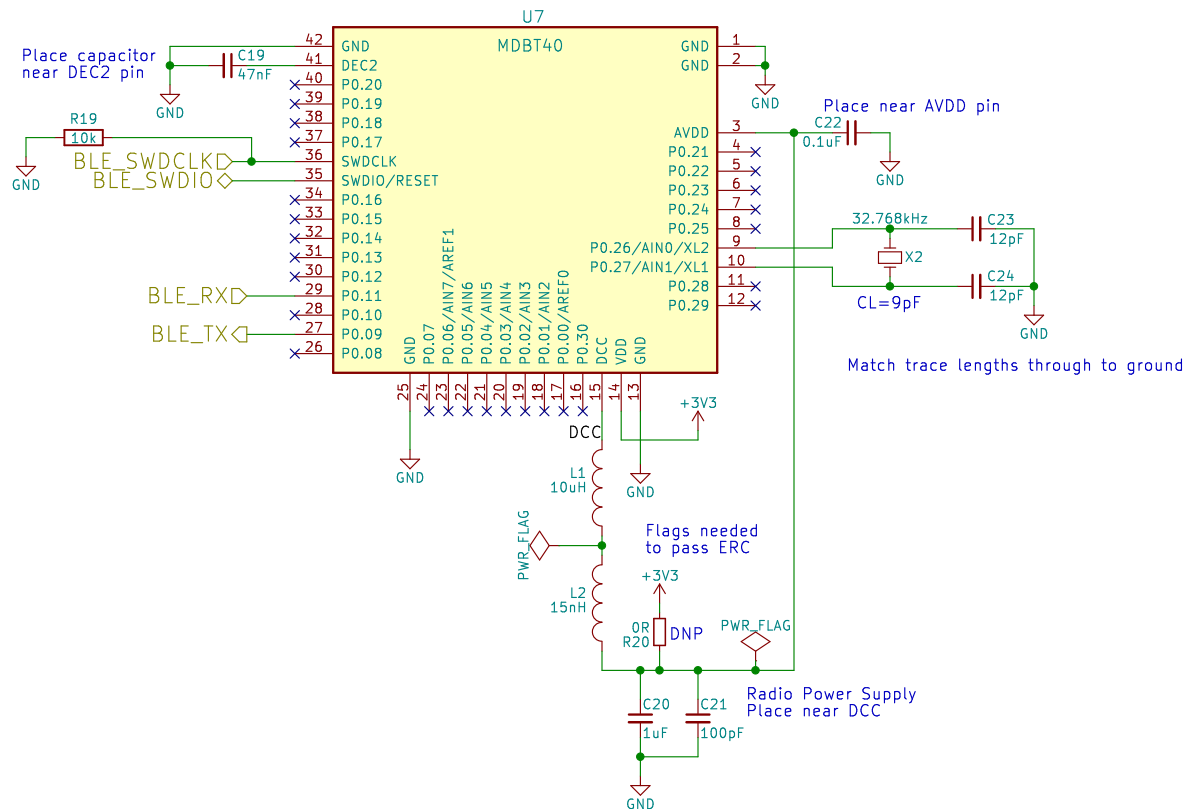 U7
MDBT40
Place capacitor
near DEC2 pin
C19
47nF
GND
R19
10k
GND
BLE_SWDCLK
BLE_SWDIO
BLE_RX
BLE_TX
42 GND
41 DEC2
40 P0.20
39 P0.19
38 P0.18
37 P0.17
36 SWDCLK
35 SWDIO/RESET
34 P0.16
33 P0.15
32 P0.14
31 P0.13
30 P0.12
29 P0.11
28 P0.10
27 P0.09
26 P0.08
GND 25
P0.07 24
P0.06/AIN7/AREF1 23
P0.05/AIN6 22
P0.04/AIN5 21
P0.03/AIN4 20
P0.02/AIN3 19
P0.01/AIN2 18
P0.00/AREF0 17
P0.30 16
DCC 15
VDD 14
GND 13
GND 1
GND 2
AVDD 3
P0.21 4
P0.22 5
P0.23 6
P0.24 7
P0.25 8
P0.26/AIN0/XL2 9
P0.27/AIN1/XL1 10
P0.28 11
P0.29 12
GND
Place near AVDD pin
C22
0.1uF
GND
32.768kHz
X2
CL=9pF
C23
12pF
C24
12pF
GND
Match trace lengths through to ground
+3V3
DCC
GND
GND
L1
10uH
PWR_FLAG
Flags needed
to pass ERC
L2
15nH
+3V3
0R
R20
DNP
PWR_FLAG
Radio Power Supply
Place near DCC
C20
1uF
C21
100pF
GND